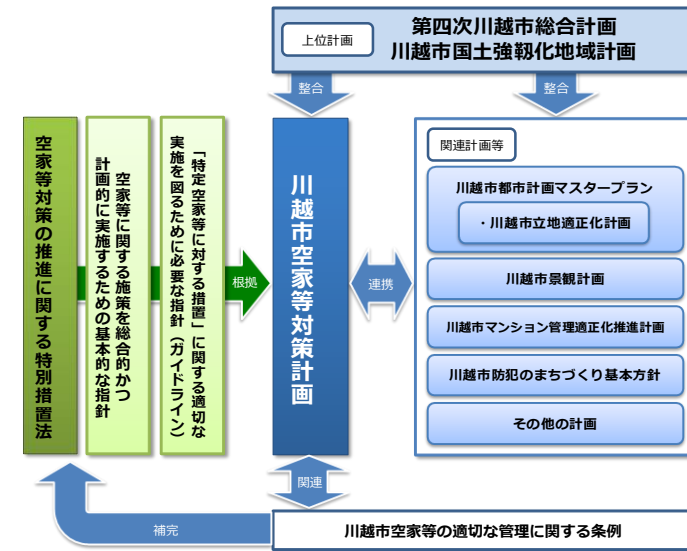 上位計画
第四次川越市総合計画
川越市国土強靱化地域計画
整合
整合
空家等対策の推進に関する特別措置法
空家等に関する施策を総合的かつ
計画的に実施するための基本的な指針
「特定空家等に対する措置」に関する適切な
実施を図るために必要な指針（ガイドライン）
根拠
川越市空家等対策計画
連携
関連計画等
川越市都市計画マスタープラン
・川越市立地適正化計画
川越市景観計画
川越市マンション管理適正化推進計画
川越市防犯のまちづくり基本方針
その他の計画
関連
補完
川越市空家等の適切な管理に関する条例